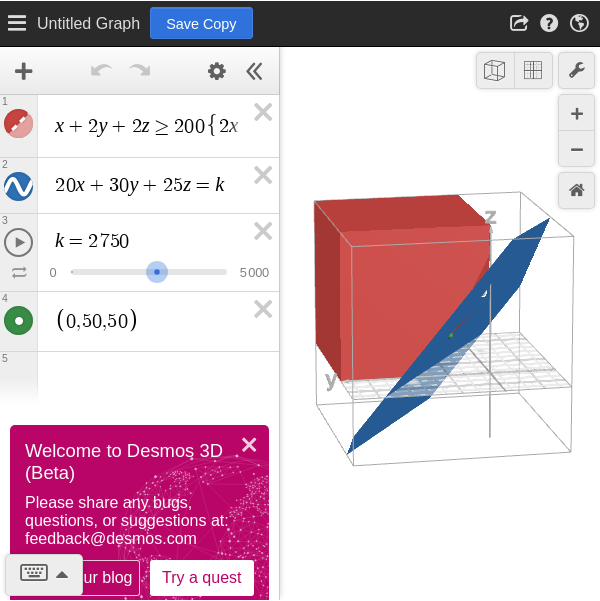 Untitled Graph
Save Copy
1
x + 2y + 2z ≥ 200{2x
2
20x + 30y + 25z = k
3
k = 2750
0
5000
4
(0,50,50)
5
z
y
Welcome to Desmos 3D
(Beta)
Please share any bugs,
questions, or suggestions at:
feedback@desmos.com
ur blog
Try a quest